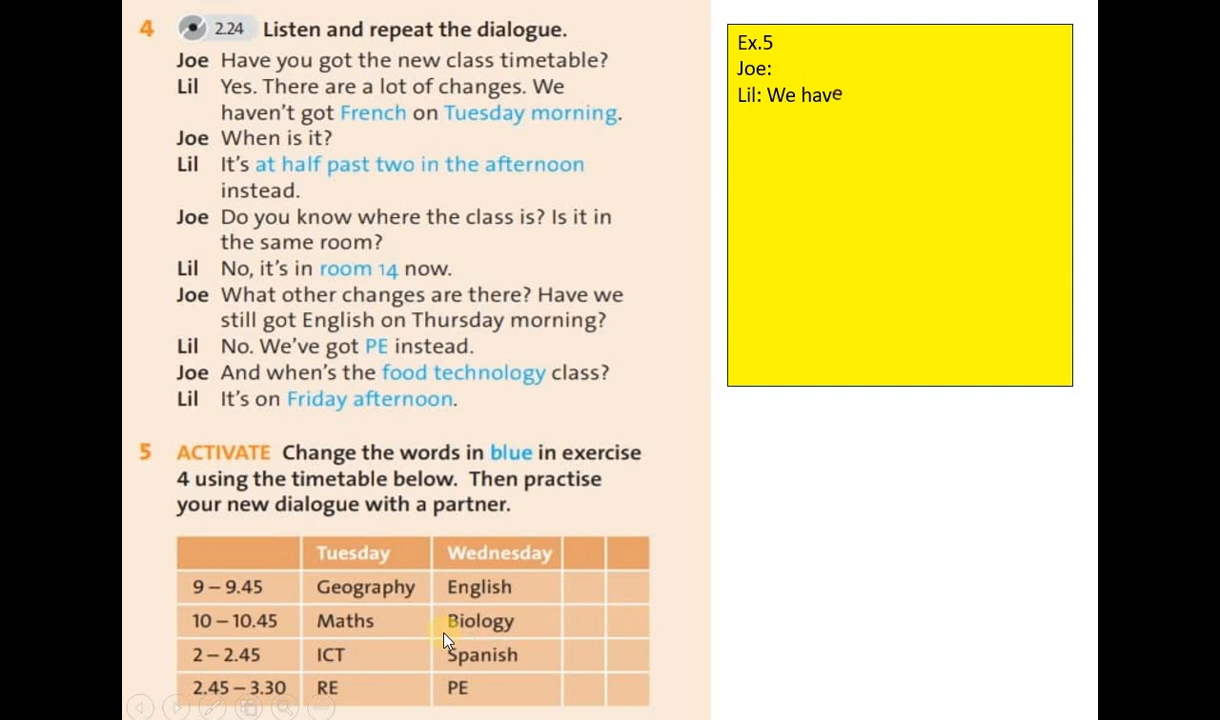 4 2.24 Listen and repeat the dialogue.
Joe Have you got the new class timetable?
Lil Yes. There are a lot of changes. We
haven't got French on Tuesday morning.
Joe When is it?
Lil It's at half past two in the afternoon
instead.
Joe Do you know where the class is? Is it in
the same room?
Lil No, it's in room 14 now.
Joe What other changes are there? Have we
still got English on Thursday morning?
Lil No. We've got PE instead.
Joe And when's the food technology class?
Lil It's on Friday afternoon.
5 ACTIVATE Change the words in blue in exercise
4 using the timetable below. Then practise
your new dialogue with a partner.
Tuesday Wednesday
9 – 9.45 Geography English
10 – 10.45 Maths Biology
2 – 2.45 ICT Spanish
2.45 – 3.30 RE PE
Ex.5
Joe:
Lil: We have